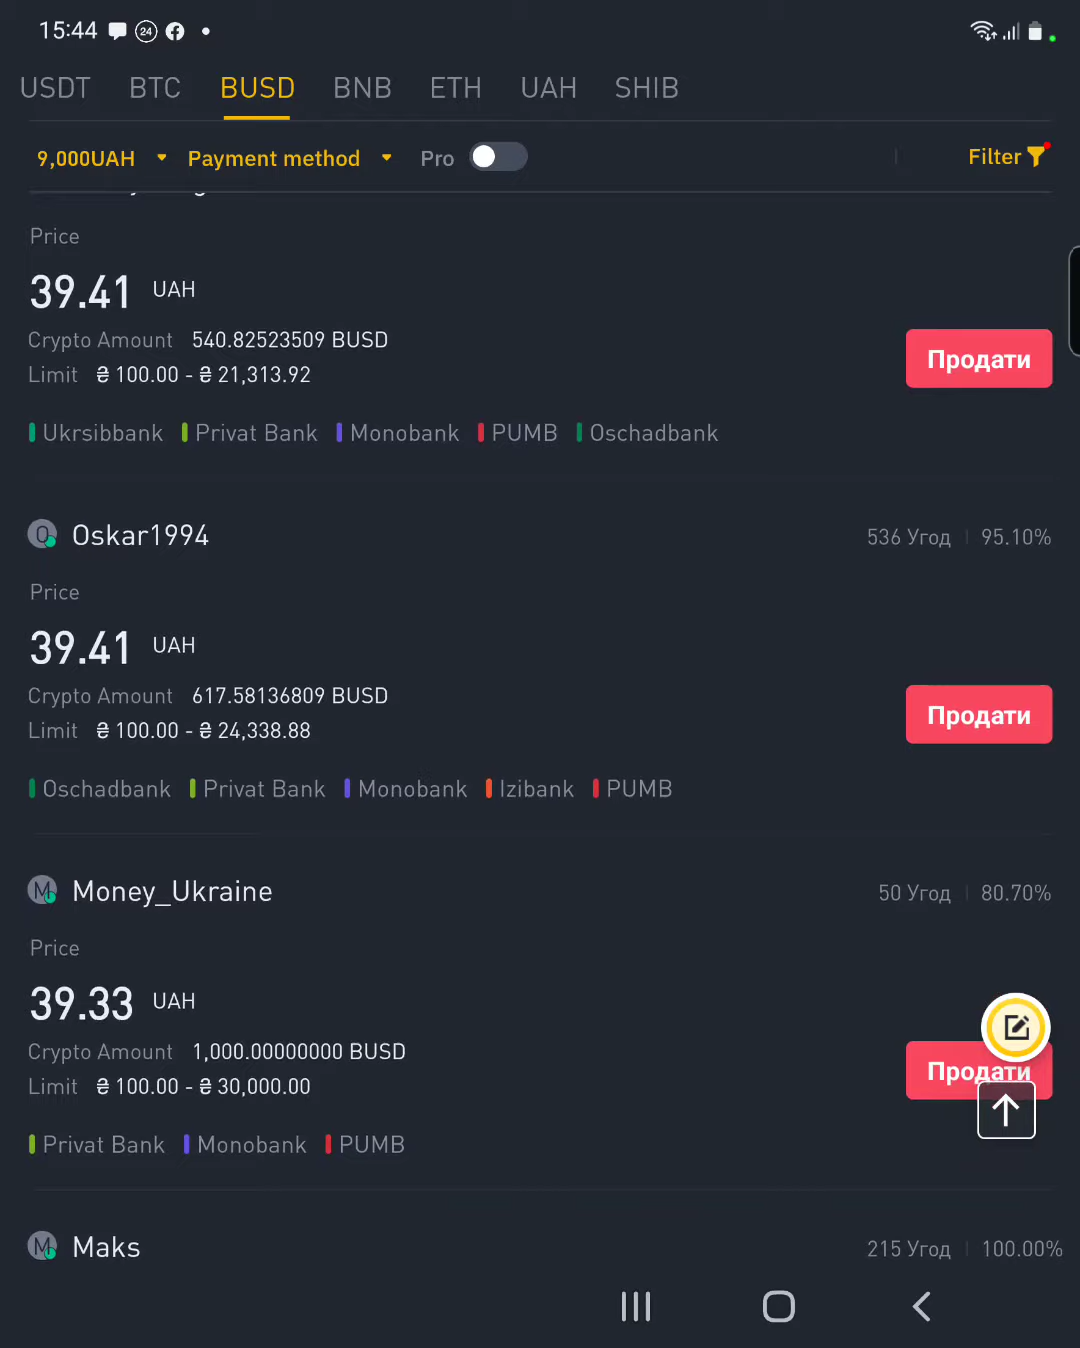 15:44 24
USDT BTC BUSD BNB ETH UAH SHIB
9,000UAH Payment method Pro Filter
Price
39.41 UAH
Crypto Amount 540.82523509 BUSD
Limit ₴ 100.00 - ₴ 21,313.92
Продати
Ukrsibbank Privat Bank Monobank PUMB Oschadbank
O Oskar1994 536 Угод 95.10%
Price
39.41 UAH
Crypto Amount 617.58136809 BUSD
Limit ₴ 100.00 - ₴ 24,338.88
Продати
Oschadbank Privat Bank Monobank Izibank PUMB
M Money_Ukraine 50 Угод 80.70%
Price
39.33 UAH
Crypto Amount 1,000.00000000 BUSD
Limit ₴ 100.00 - ₴ 30,000.00
Продати
Privat Bank Monobank PUMB
M Maks 215 Угод 100.00%